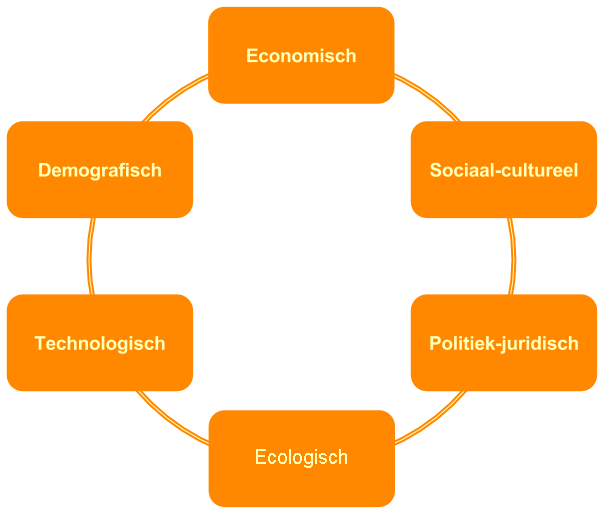 Economisch
Demografisch
Sociaal-cultureel
Technologisch
Politiek-juridisch
Ecologisch